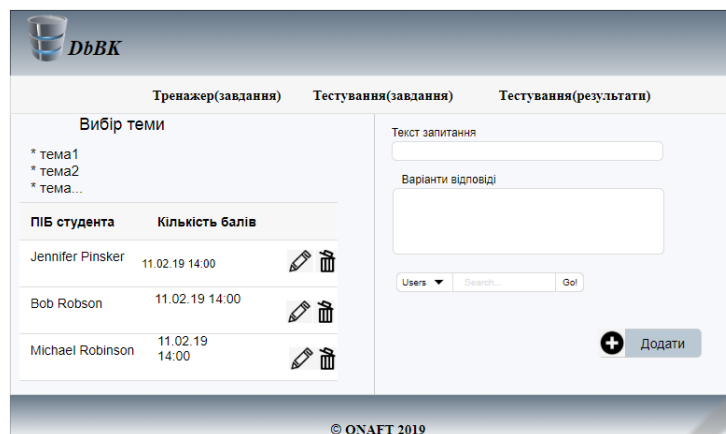 DbBK
Тренажер(завдання) Тестування(завдання) Тестування(результати)
Вибір теми
* тема1
* тема2
* тема...
ПІБ студента Кількість балів
Jennifer Pinsker 11.02.19 14:00
Bob Robson 11.02.19 14:00
Michael Robinson 11.02.19
14:00
Текст запитання
Варіанти відповіді
Users Search... Go!
Додати
© ONAFT 2019